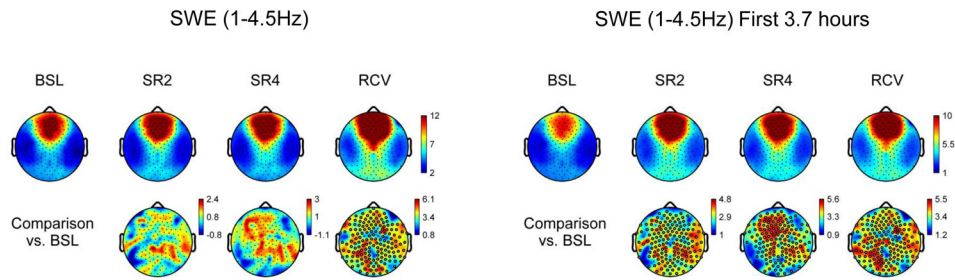 SWE (1-4.5Hz)
SWE (1-4.5Hz) First 3.7 hours
BSL SR2 SR4 RCV
BSL SR2 SR4 RCV
12
7
2
10
5.5
1
Comparison
vs. BSL
2.4
-0.8
3
1
-1.1
6.1
3.4
0.8
Comparison
vs. BSL
4.8
2.9
1
5.6
3.3
0.9
5.5
3.4
1.2